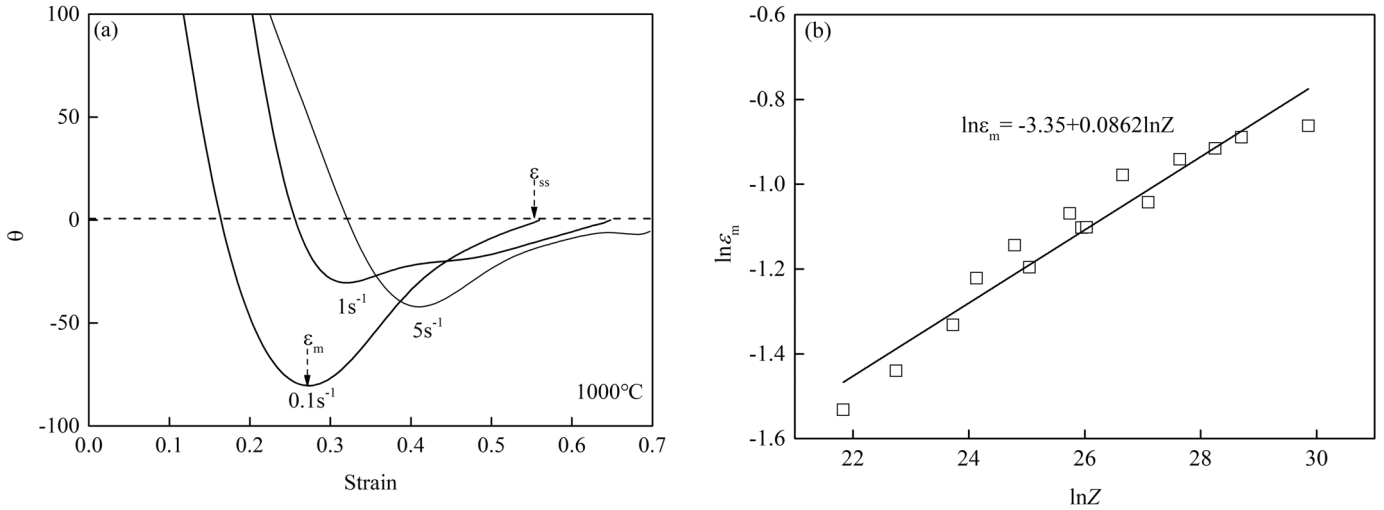 (a)
100
50
0
-50
-100
θ
0.0 0.1 0.2 0.3 0.4 0.5 0.6 0.7
Strain
εss
1s-1
5s-1
εm
0.1s-1
1000°C
(b)
-0.6
-0.8
-1.0
-1.2
-1.4
-1.6
lnεm
lnεm= -3.35+0.0862lnZ
22 24 26 28 30
lnZ